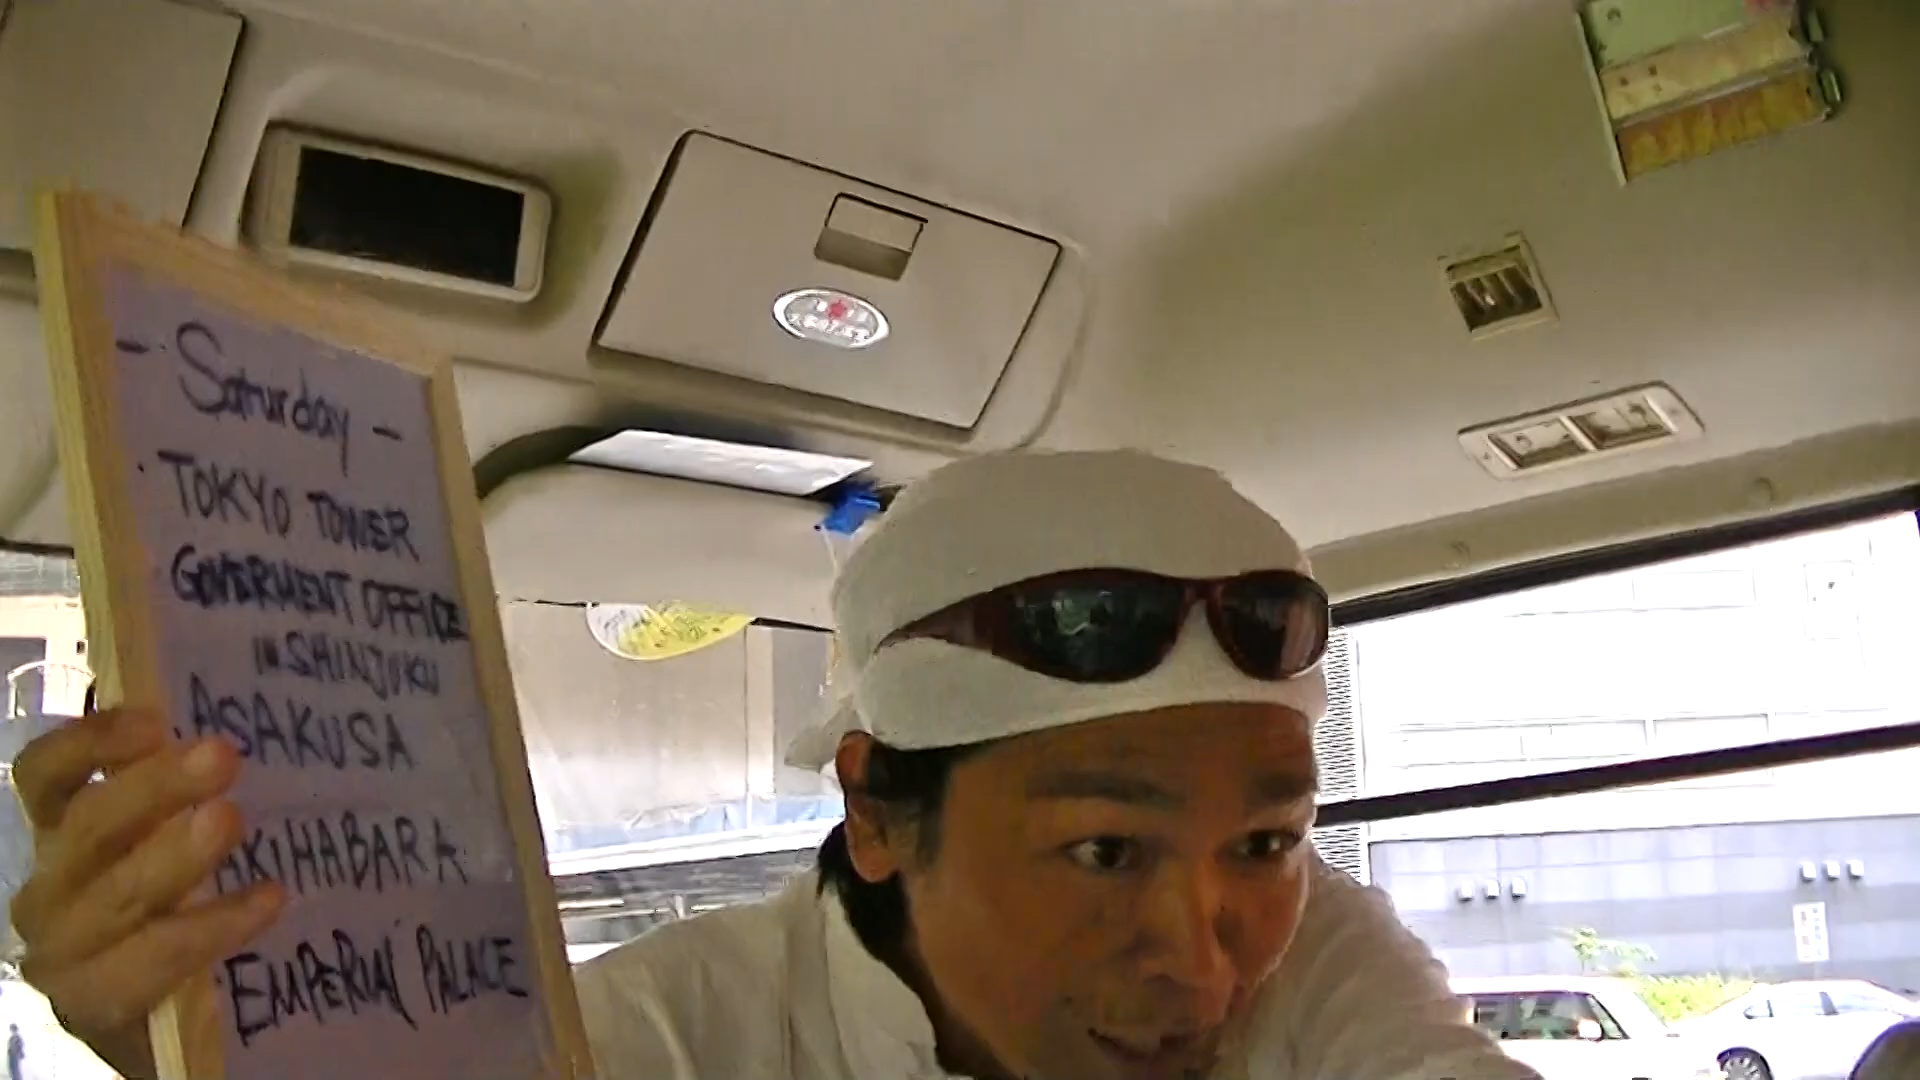 - Saturday -
· TOKYO TOWER
GOVERMENT OFFICE
IN SHINJUKU
· ASAKUSA
AKIHABARA
· EMPERIAL PALACE